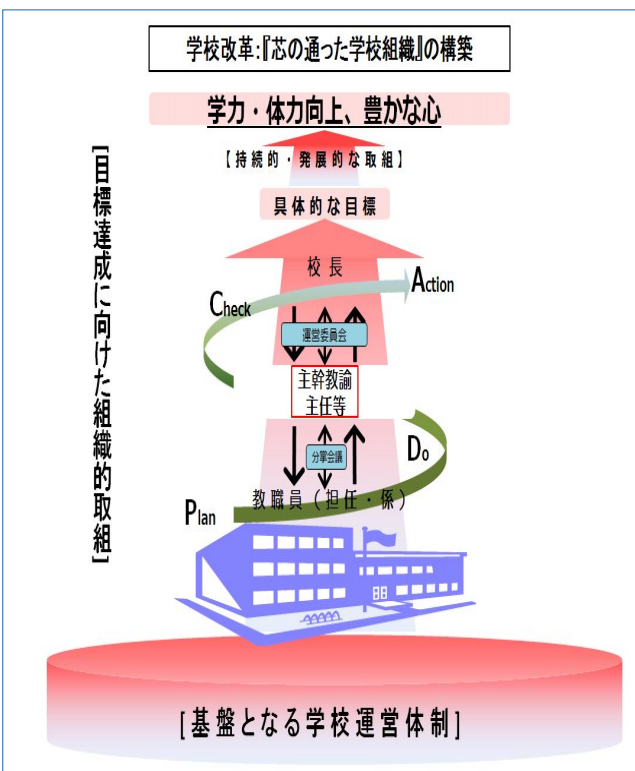 学校改革:『芯の通った学校組織』の構築
学力・体力向上、豊かな心
【持続的・発展的な取組】
具体的な目標
[目標達成に向けた組織的取組]
校長
Action
Check
運営委員会
主幹教諭
主任等
分掌会議
Do
教職員(担任・係)
Plan
[基盤となる学校運営体制]